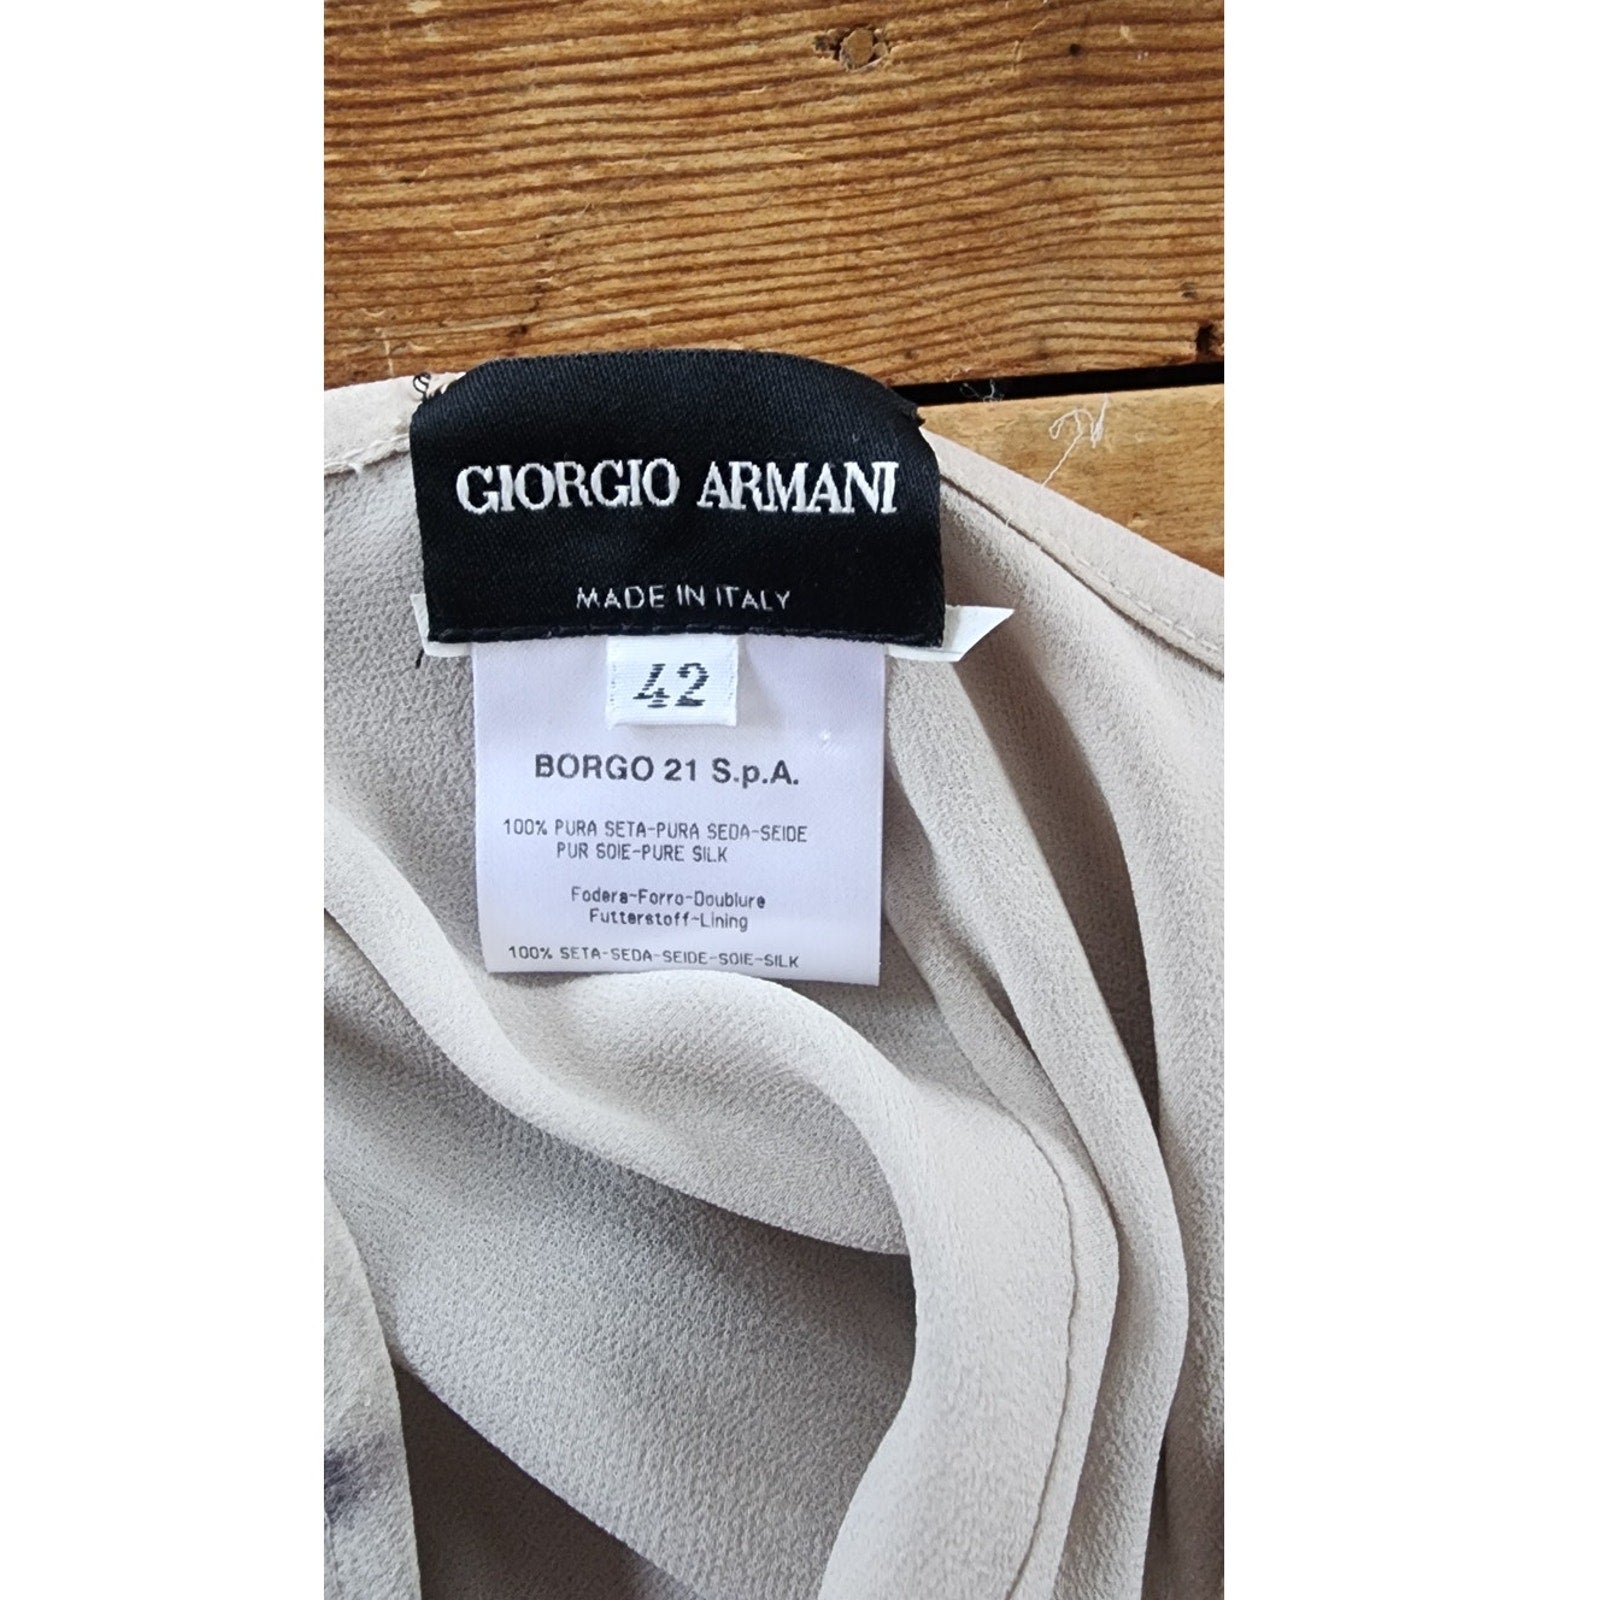 GIORGIO ARMANI
MADE IN ITALY
42
BORGO 21 S.p.A.
100% PURA SETA-PURA SEDA-SEIDE
PUR SOIE-PURE SILK
Fodera-Forro-Doublure
Futterstoff-Lining
100% SETA-SEDA-SEIDE-SOIE-SILK